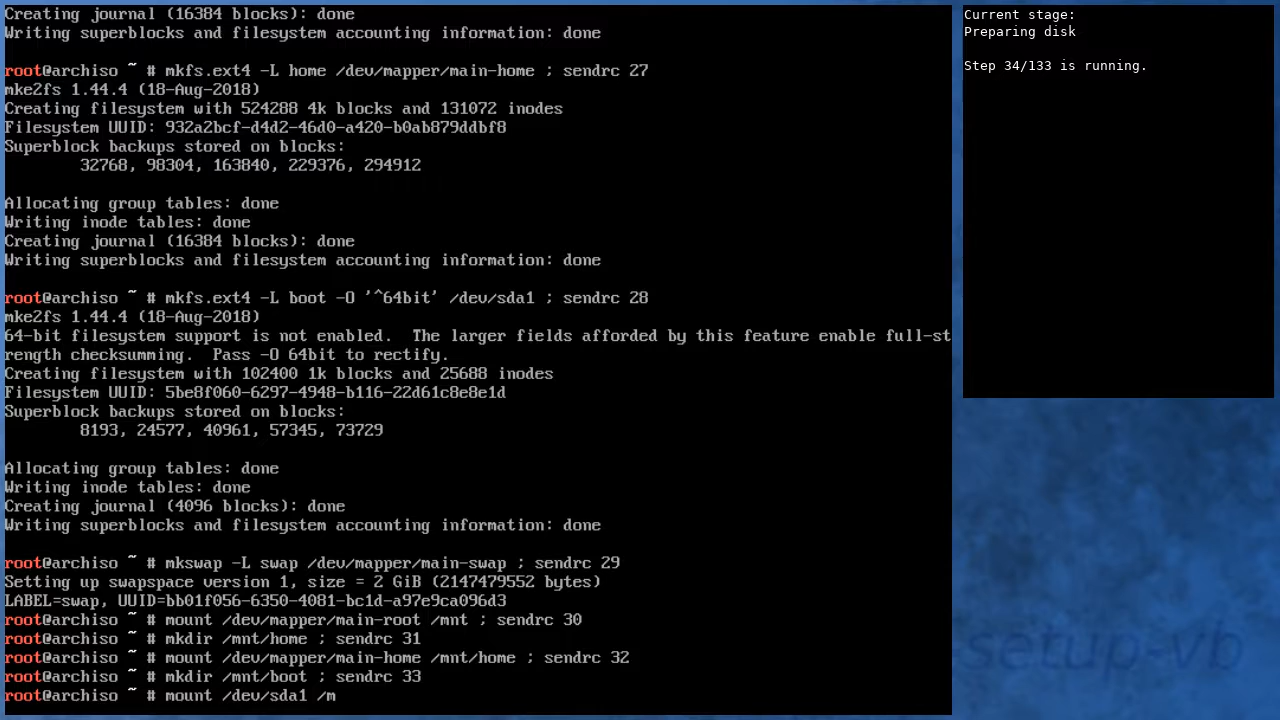 Creating journal (16384 blocks): done
Writing superblocks and filesystem accounting information: done
root@archiso ~ # mkfs.ext4 -L home /dev/mapper/main-home ; sendrc 27
mke2fs 1.44.4 (18-Aug-2018)
Creating filesystem with 524288 4k blocks and 131072 inodes
Filesystem UUID: 932a2bcf-d4d2-46d0-a420-b0ab879ddbf8
Superblock backups stored on blocks:
        32768, 98304, 163840, 229376, 294912
Allocating group tables: done
Writing inode tables: done
Creating journal (16384 blocks): done
Writing superblocks and filesystem accounting information: done
root@archiso ~ # mkfs.ext4 -L boot -O '^64bit' /dev/sda1 ; sendrc 28
mke2fs 1.44.4 (18-Aug-2018)
64-bit filesystem support is not enabled.  The larger fields afforded by this feature enable full-st
rength checksumming.  Pass -O 64bit to rectify.
Creating filesystem with 102400 1k blocks and 25688 inodes
Filesystem UUID: 5be8f060-6297-4948-b116-22d61c8e8e1d
Superblock backups stored on blocks:
        8193, 24577, 40961, 57345, 73729
Allocating group tables: done
Writing inode tables: done
Creating journal (4096 blocks): done
Writing superblocks and filesystem accounting information: done
root@archiso ~ # mkswap -L swap /dev/mapper/main-swap ; sendrc 29
Setting up swapspace version 1, size = 2 GiB (2147479552 bytes)
LABEL=swap, UUID=bb01f056-6350-4081-bc1d-a97e9ca096d3
root@archiso ~ # mount /dev/mapper/main-root /mnt ; sendrc 30
root@archiso ~ # mkdir /mnt/home ; sendrc 31
root@archiso ~ # mount /dev/mapper/main-home /mnt/home ; sendrc 32
root@archiso ~ # mkdir /mnt/boot ; sendrc 33
root@archiso ~ # mount /dev/sda1 /m
Current stage:
Preparing disk
Step 34/133 is running.
-setup-vb